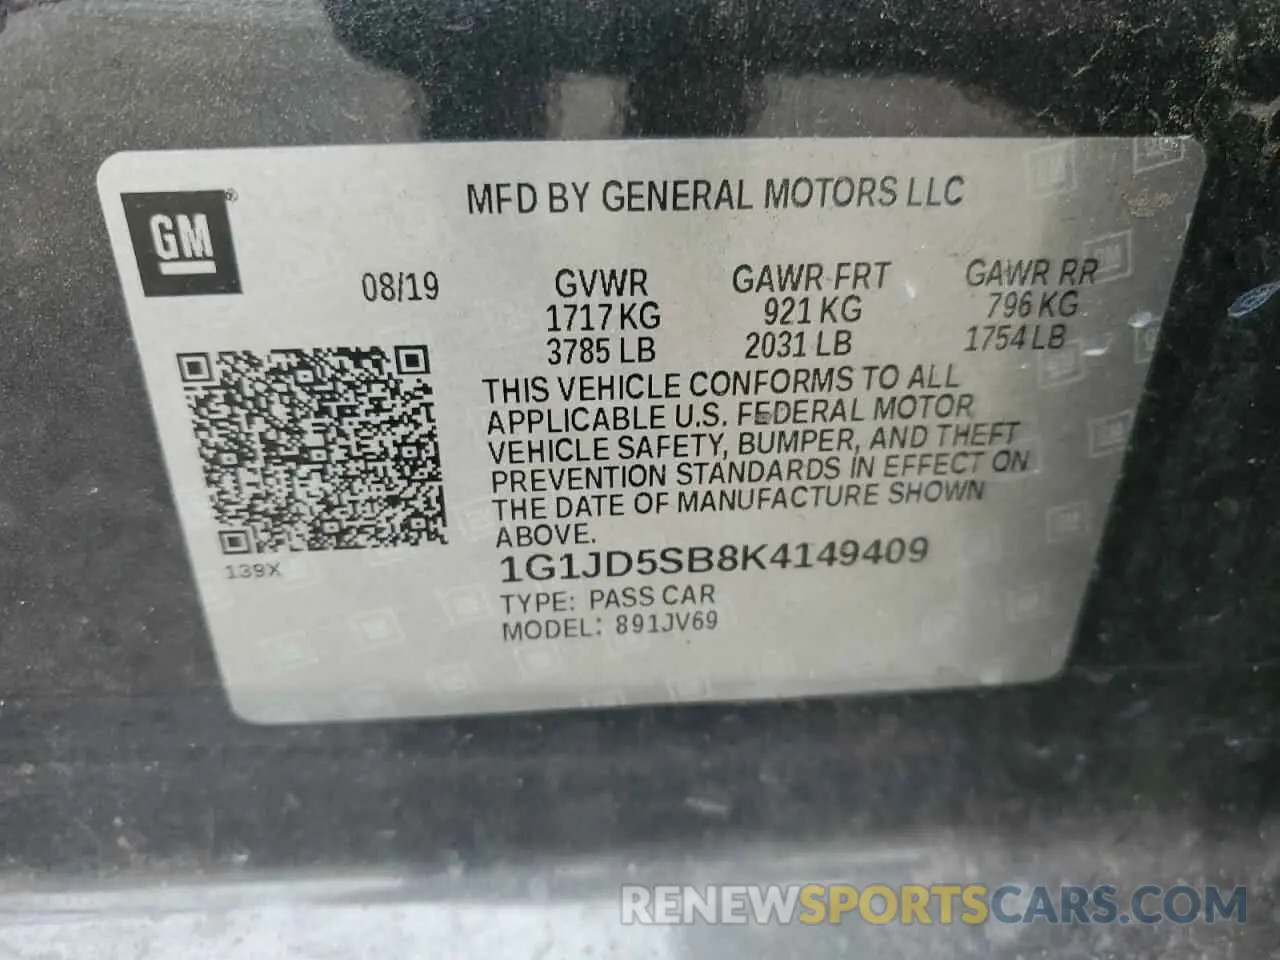 GM®
MFD BY GENERAL MOTORS LLC
08/19
GVWR
1717 KG
3785 LB
GAWR FRT
921 KG
2031 LB
GAWR RR
796 KG
1754 LB
THIS VEHICLE CONFORMS TO ALL
APPLICABLE U.S. FEDERAL MOTOR
VEHICLE SAFETY, BUMPER, AND THEFT
PREVENTION STANDARDS IN EFFECT ON
THE DATE OF MANUFACTURE SHOWN
ABOVE.
139X
1G1JD5SB8K4149409
TYPE: PASS CAR
MODEL: 891JV69
RENEWSPORTSCARS.COM